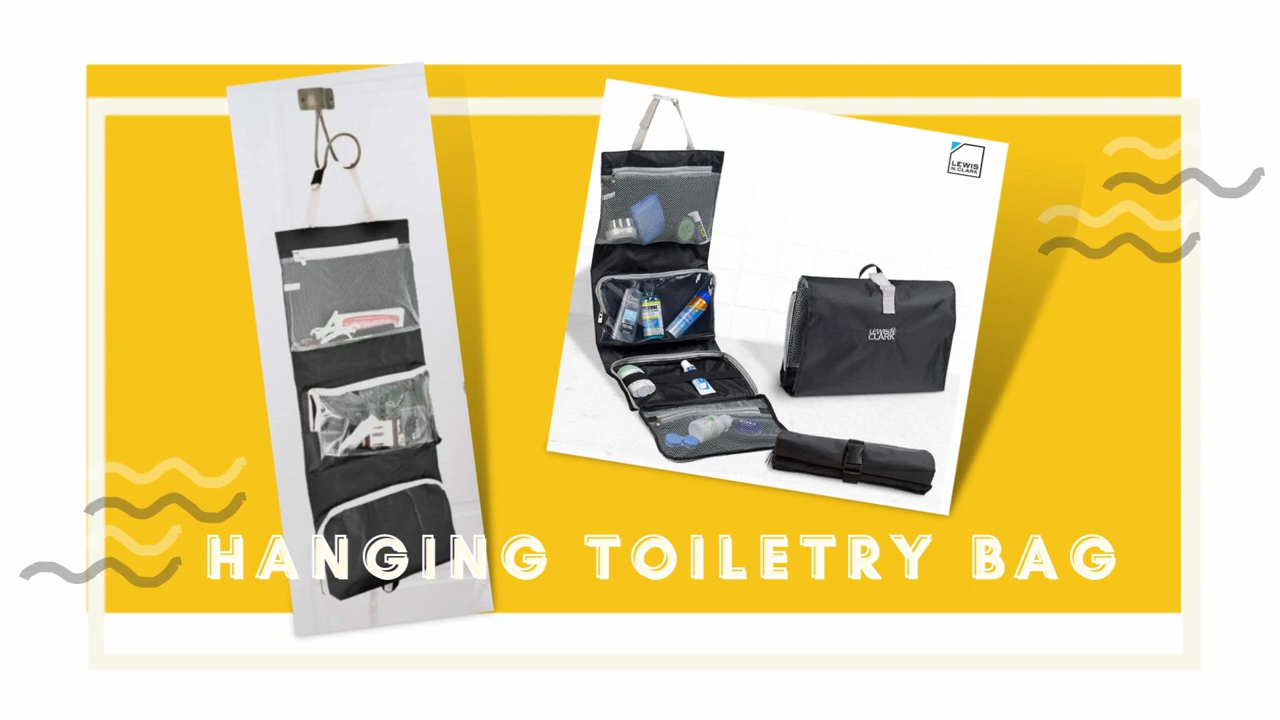 LEWIS
N. CLARK
LEWIS N
CLARK
HANGING TOILETRY BAG